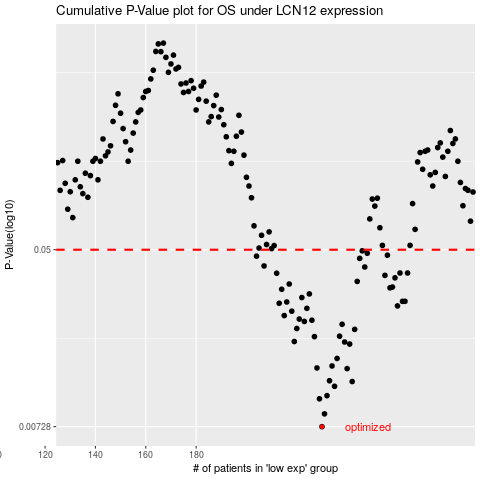 Cumulative P-Value plot for OS under LCN12 expression
P-Value(log10)
0.05
0.00728
optimized
0
120
140
160
180
# of patients in 'low exp' group